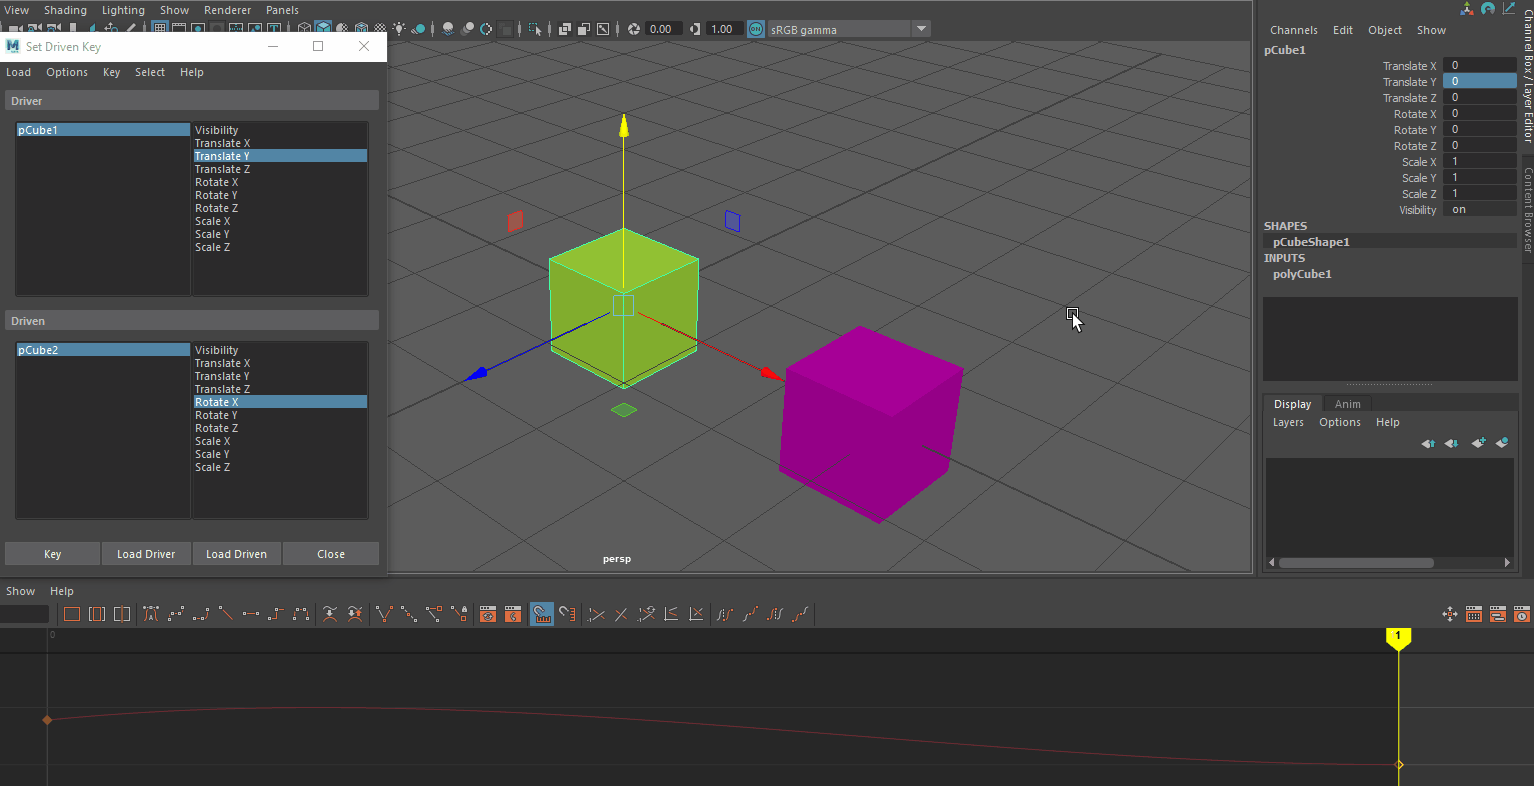 View Shading Lighting Show Renderer Panels
0.00 1.00 ON sRGB gamma
Set Driven Key
Load Options Key Select Help
Driver
pCube1
Visibility
Translate X
Translate Y
Translate Z
Rotate X
Rotate Y
Rotate Z
Scale X
Scale Y
Scale Z
Driven
pCube2
Visibility
Translate X
Translate Y
Translate Z
Rotate X
Rotate Y
Rotate Z
Scale X
Scale Y
Scale Z
Key Load Driver Load Driven Close
persp
Channels Edit Object Show
pCube1
Translate X 0
Translate Y 0
Translate Z 0
Rotate X 0
Rotate Y 0
Rotate Z 0
Scale X 1
Scale Y 1
Scale Z 1
Visibility on
SHAPES
pCubeShape1
INPUTS
polyCube1
Channel Box / Layer Editor
Content Browser
Display Anim
Layers Options Help
Show Help
0
1